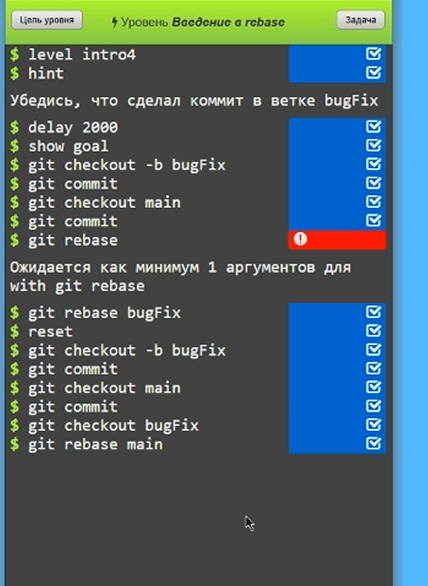 Цель уровня
Уровень Введение в rebase
Задача
$ level intro4
$ hint
Убедись, что сделал коммит в ветке bugFix
$ delay 2000
$ show goal
$ git checkout -b bugFix
$ git commit
$ git checkout main
$ git commit
$ git rebase
Ожидается как минимум 1 аргументов для
with git rebase
$ git rebase bugFix
$ reset
$ git checkout -b bugFix
$ git commit
$ git checkout main
$ git commit
$ git checkout bugFix
$ git rebase main